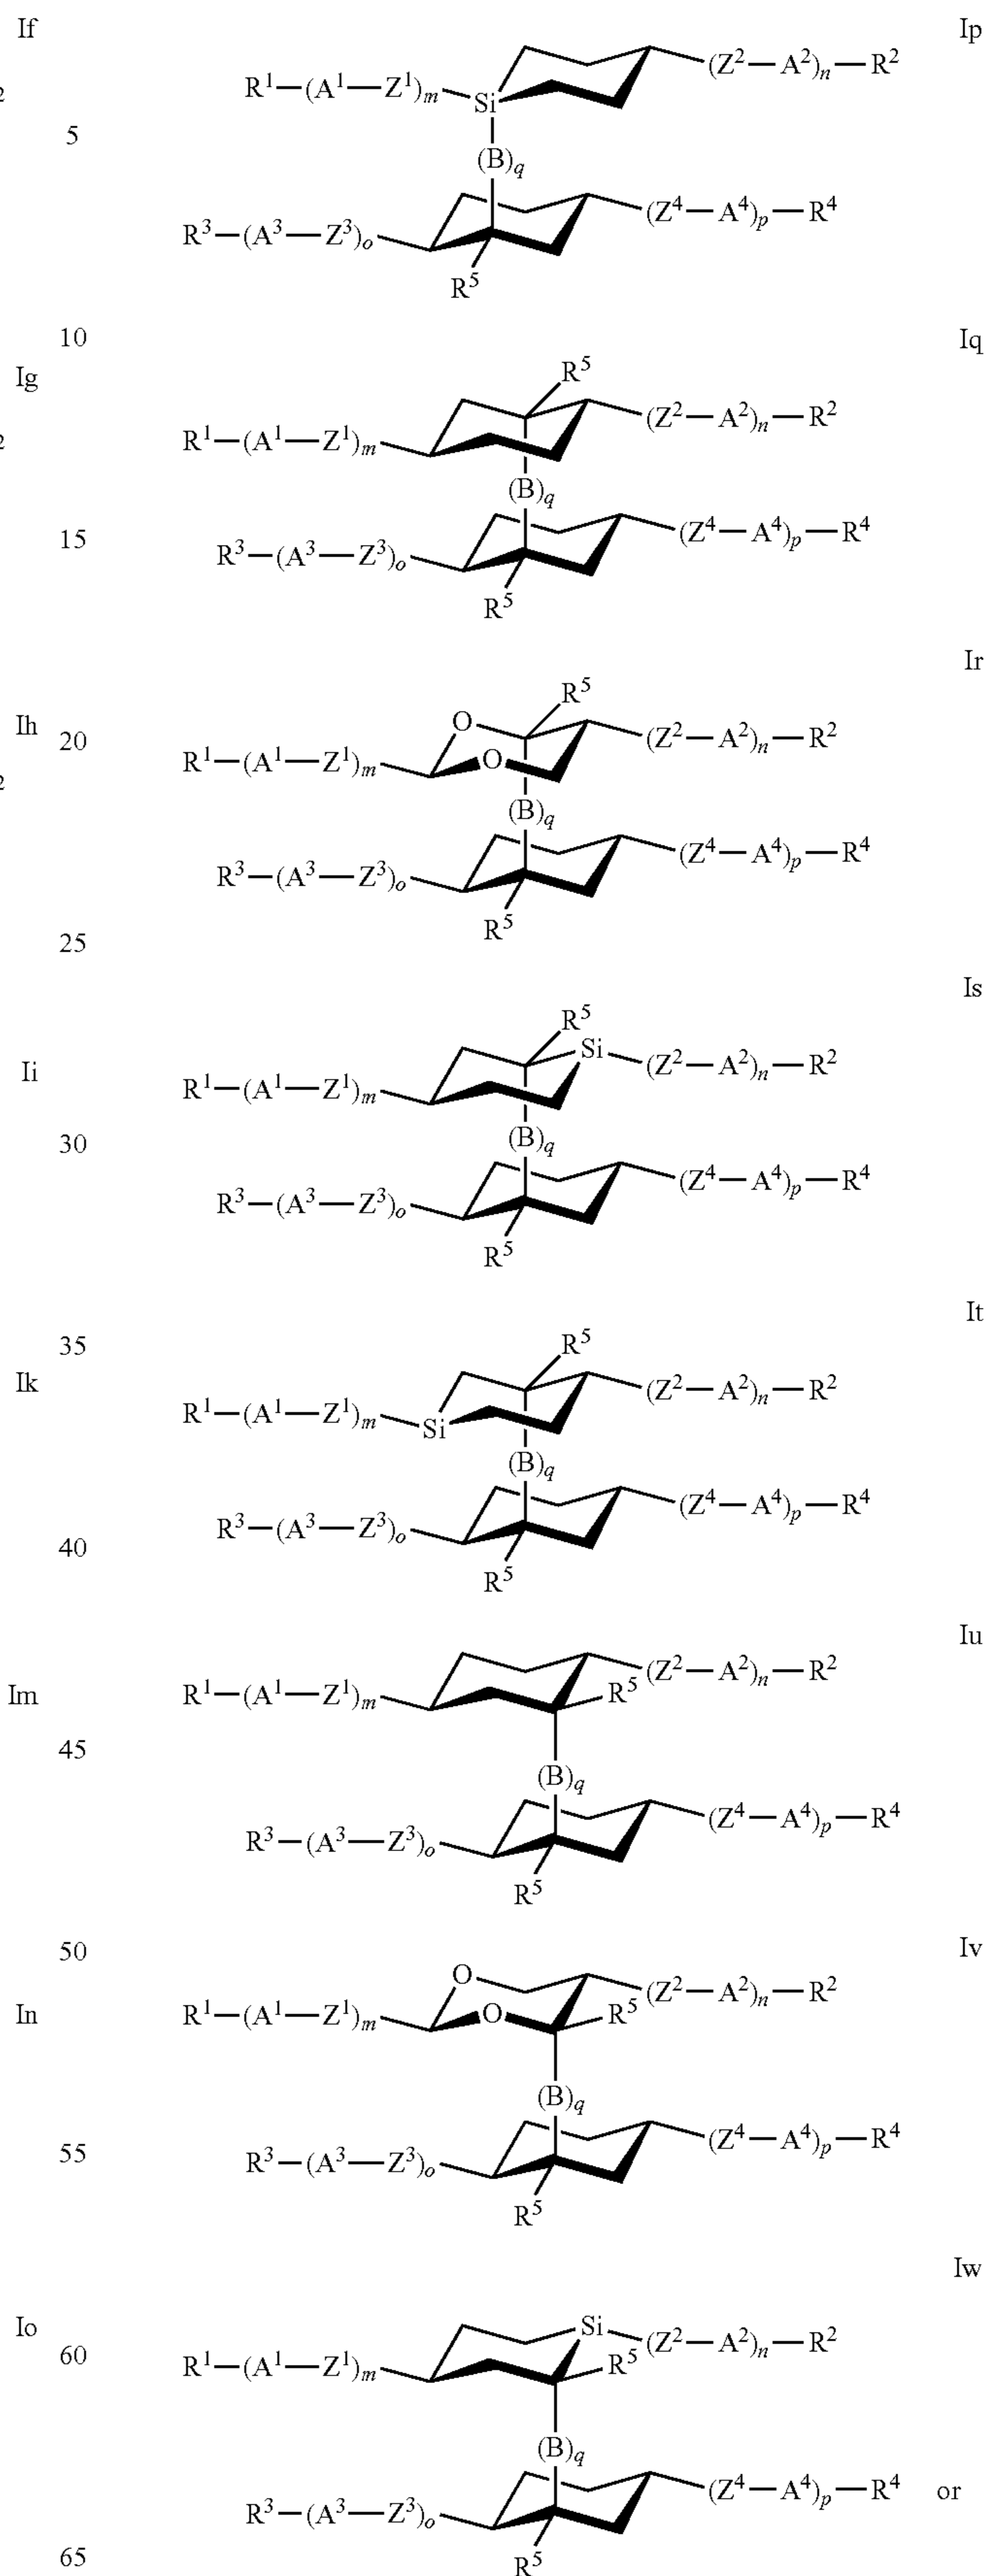 If Ip
R¹—(A¹—Z¹)ₘ Si (Z²—A²)ₙ—R²
2
5
(B)q
R³—(A³—Z³)ₒ (Z⁴—A⁴)ₚ—R⁴
R⁵
10 Iq
Ig R⁵
R¹—(A¹—Z¹)ₘ (Z²—A²)ₙ—R²
2
(B)q
15 R³—(A³—Z³)ₒ (Z⁴—A⁴)ₚ—R⁴
R⁵
Ir
R⁵
Ih 20 O
R¹—(A¹—Z¹)ₘ O (Z²—A²)ₙ—R²
2
(B)q
R³—(A³—Z³)ₒ (Z⁴—A⁴)ₚ—R⁴
R⁵
25
Is
R⁵
Ii R¹—(A¹—Z¹)ₘ Si (Z²—A²)ₙ—R²
30 (B)q
R³—(A³—Z³)ₒ (Z⁴—A⁴)ₚ—R⁴
R⁵
It
35 R⁵
Ik R¹—(A¹—Z¹)ₘ Si (Z²—A²)ₙ—R²
(B)q
R³—(A³—Z³)ₒ (Z⁴—A⁴)ₚ—R⁴
40
R⁵
Iu
Im R¹—(A¹—Z¹)ₘ R⁵ (Z²—A²)ₙ—R²
45
(B)q
R³—(A³—Z³)ₒ (Z⁴—A⁴)ₚ—R⁴
R⁵
50 Iv
O
In R¹—(A¹—Z¹)ₘ O R⁵ (Z²—A²)ₙ—R²
(B)q
55 R³—(A³—Z³)ₒ (Z⁴—A⁴)ₚ—R⁴
R⁵
Iw
Io
60 R¹—(A¹—Z¹)ₘ Si R⁵ (Z²—A²)ₙ—R²
(B)q
R³—(A³—Z³)ₒ (Z⁴—A⁴)ₚ—R⁴ or
65 R⁵